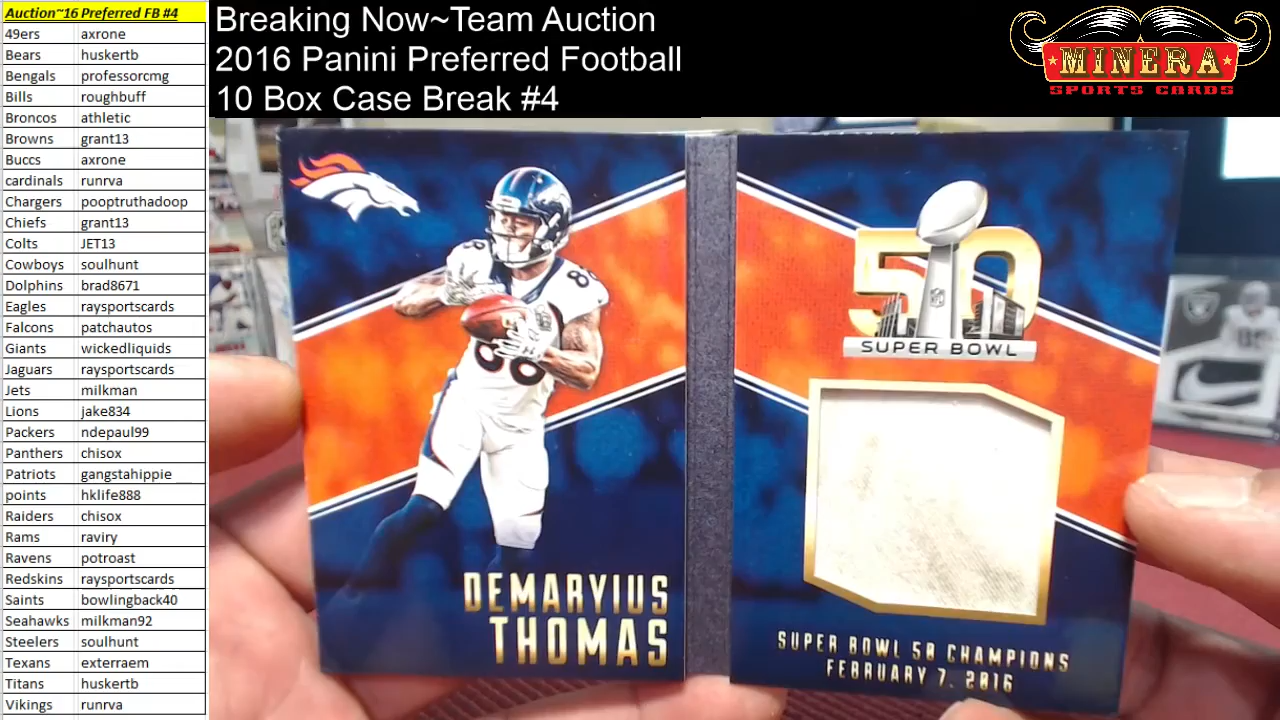 Auction~16 Preferred FB #4
49ers axrone
Bears huskertb
Bengals professorcmg
Bills roughbuff
Broncos athletic
Browns grant13
Buccs axrone
cardinals runrva
Chargers pooptruthadoop
Chiefs grant13
Colts JET13
Cowboys soulhunt
Dolphins brad8671
Eagles raysportscards
Falcons patchautos
Giants wickedliquids
Jaguars raysportscards
Jets milkman
Lions jake834
Packers ndepaul99
Panthers chisox
Patriots gangstahippie
points hklife888
Raiders chisox
Rams raviry
Ravens potroast
Redskins raysportscards
Saints bowlingback40
Seahawks milkman92
Steelers soulhunt
Texans exterraem
Titans huskertb
Vikings runrva
Breaking Now~Team Auction
2016 Panini Preferred Football
10 Box Case Break #4
MINERA
SPORTS CARDS
88
DEMARYIUS
THOMAS
50
NFL
SUPER BOWL
SUPER BOWL 50 CHAMPIONS
FEBRUARY 7, 2016